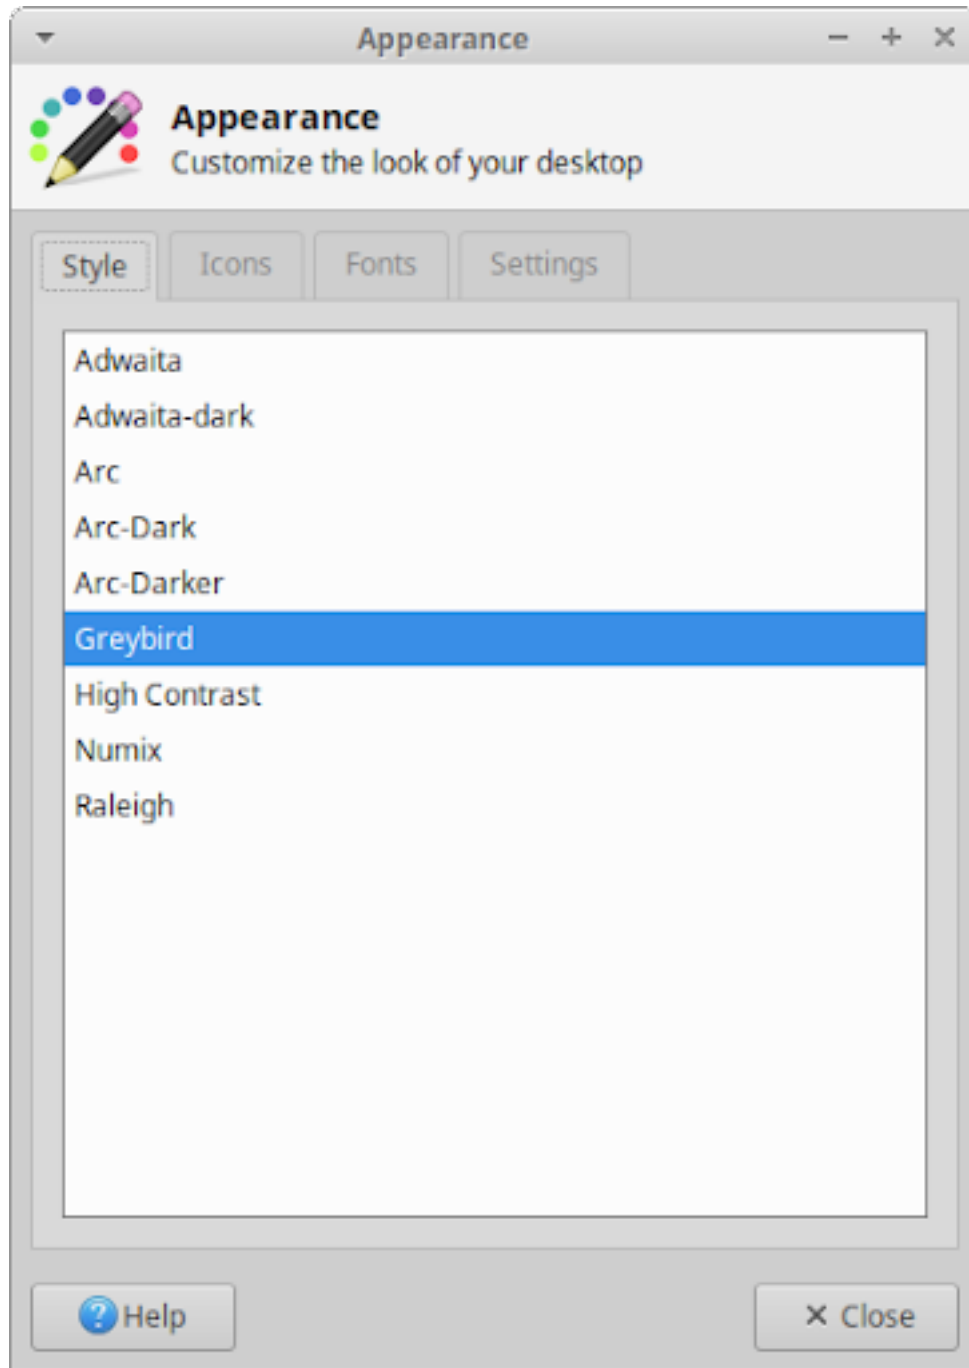 Appearance
Appearance
Customize the look of your desktop
Style Icons Fonts Settings
Adwaita
Adwaita-dark
Arc
Arc-Dark
Arc-Darker
Greybird
High Contrast
Numix
Raleigh
Help Close